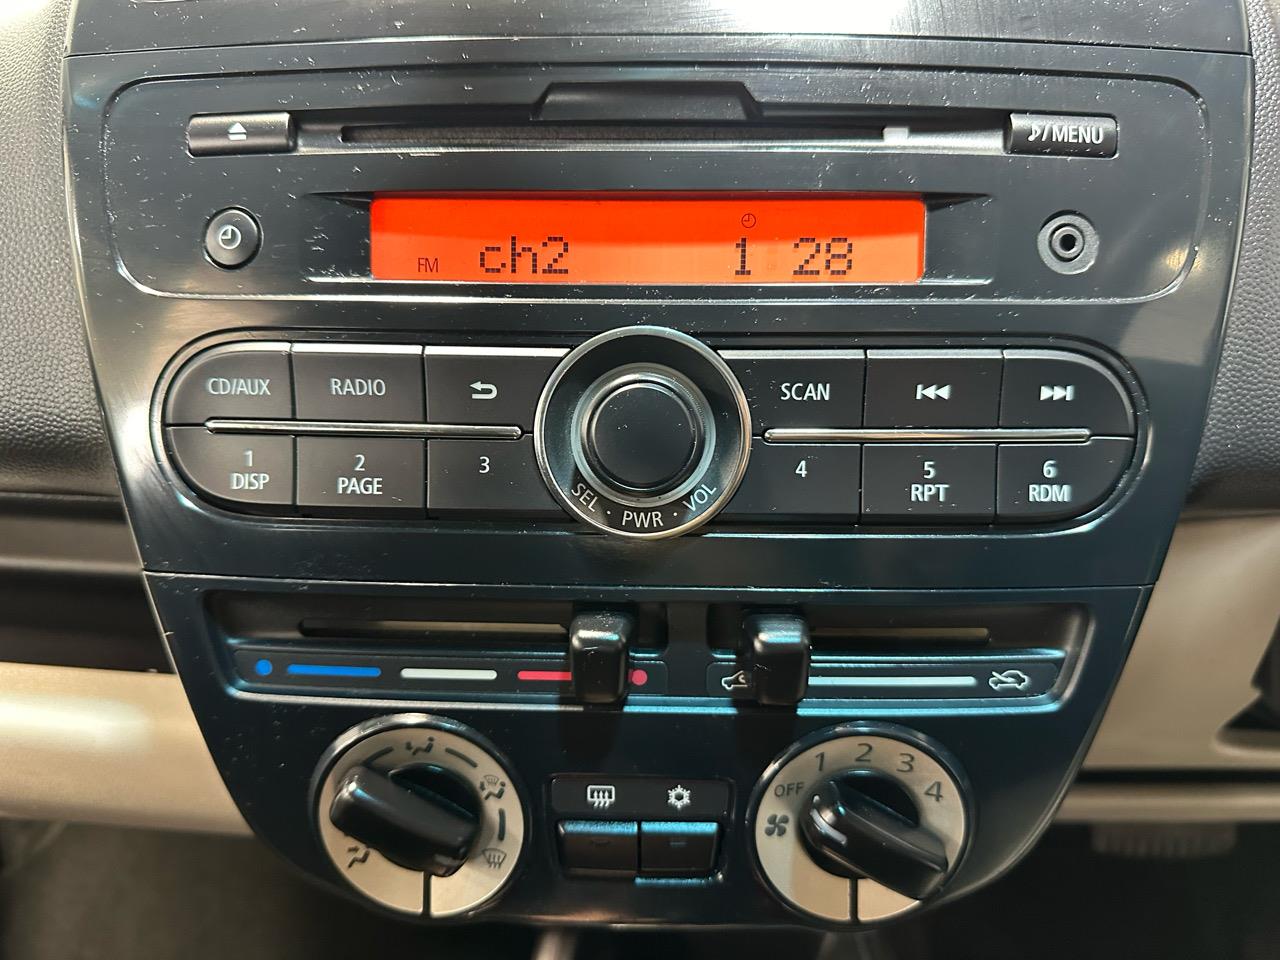 ♪/MENU
FM ch2 1 28
CD/AUX RADIO SCAN
1 DISP
2 PAGE
3
4
5 RPT
6 RDM
SEL · PWR · VOL
OFF 1 2 3 4